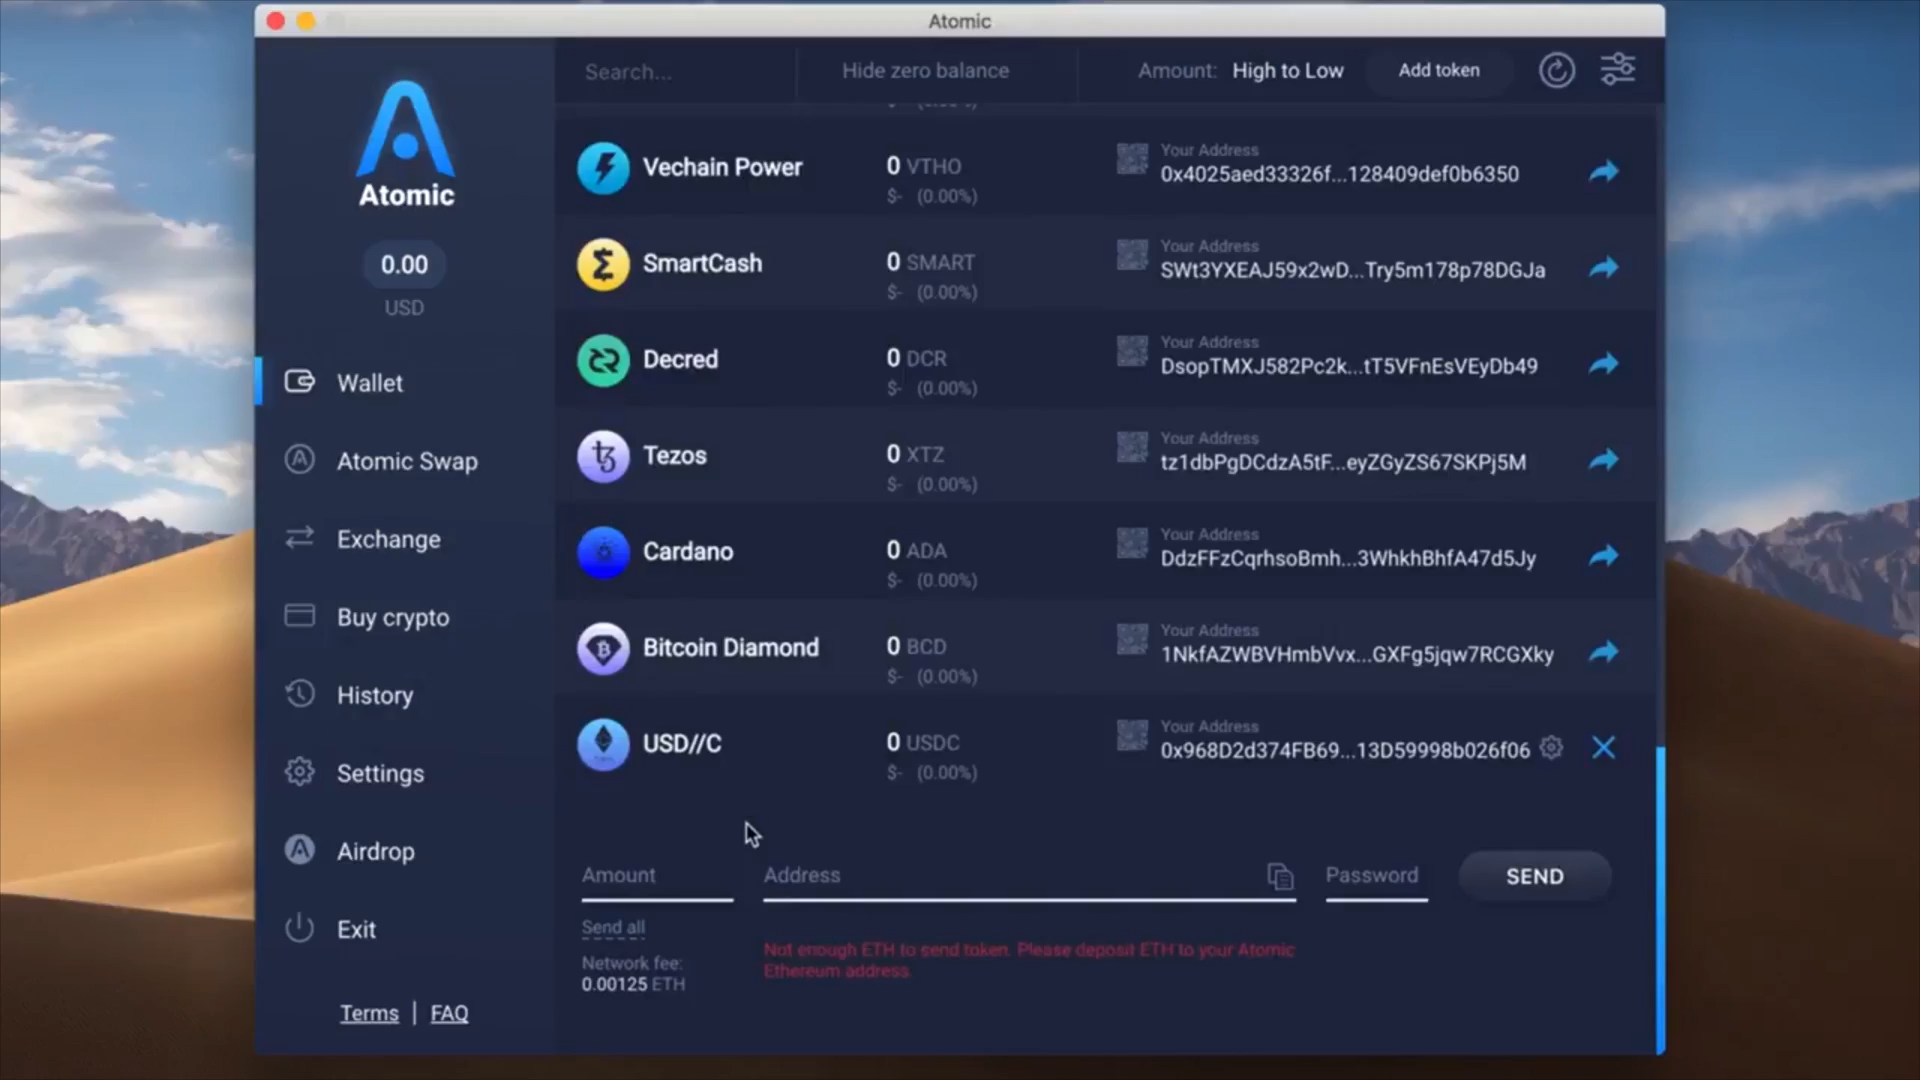 Atomic
Search...
Hide zero balance
Amount: High to Low
Add token
Atomic
0.00
USD
Wallet
Atomic Swap
Exchange
Buy crypto
History
Settings
Airdrop
Exit
Terms | FAQ
Vechain Power
0 VTHO
$- (0.00%)
Your Address
0x4025aed33326f...128409def0b6350
SmartCash
0 SMART
$- (0.00%)
Your Address
SWt3YXEAJ59x2wD...Try5m178p78DGJa
Decred
0 DCR
$- (0.00%)
Your Address
DsopTMXJ582Pc2k...tT5VFnEsVEyDb49
Tezos
0 XTZ
$- (0.00%)
Your Address
tz1dbPgDCdzA5tF...eyZGyZS67SKPj5M
Cardano
0 ADA
$- (0.00%)
Your Address
DdzFFzCqrhsoBmh...3WhkhBhfA47d5Jy
Bitcoin Diamond
0 BCD
$- (0.00%)
Your Address
1NkfAZWBVHmbVvx...GXFg5jqw7RCGXky
USD//C
0 USDC
$- (0.00%)
Your Address
0x968D2d374FB69...13D59998b026f06
Amount
Address
Password
SEND
Send all
Network fee:
0.00125 ETH
Not enough ETH to send token. Please deposit ETH to your Atomic
Ethereum address.